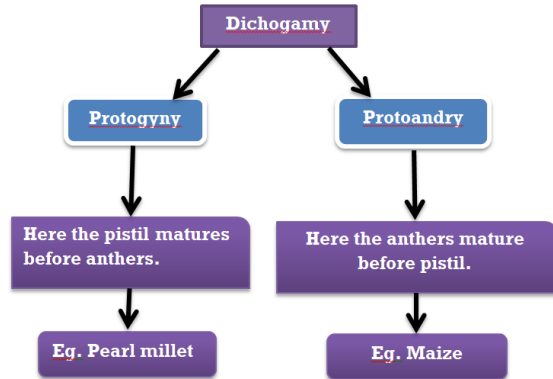 Dichogamy
Protogyny
Protoandry
Here the pistil matures
before anthers.
Here the anthers mature
before pistil.
Eg. Pearl millet
Eg. Maize